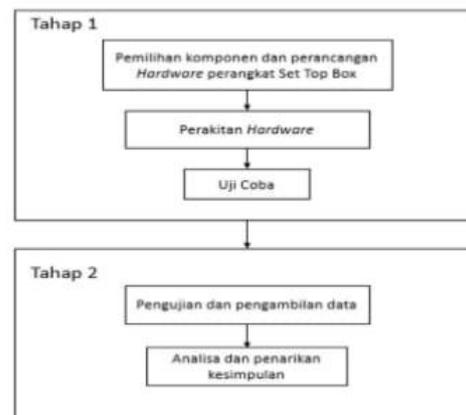 Tahap 1
Pemilihan komponen dan perancangan
Hardware perangkat Set Top Box
Perakitan Hardware
Uji Coba
Tahap 2
Pengujian dan pengambilan data
Analisa dan penarikan
kesimpulan